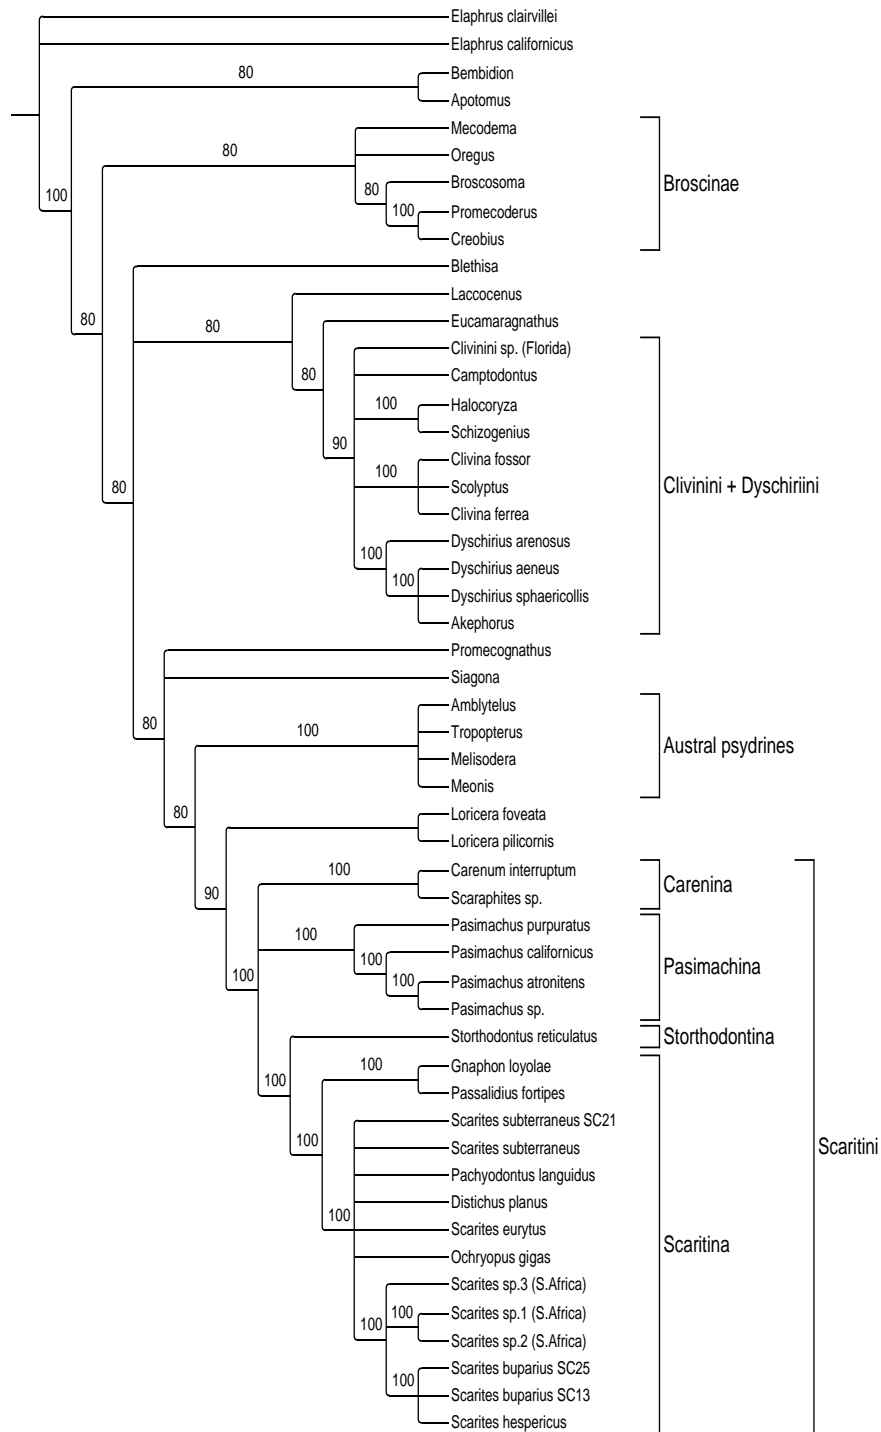 Elaphrus clairvillei
Elaphrus californicus
80
Bembidion
Apotomus
Mecodema
80
Oregus
Broscinae
100
80
Broscosoma
100
Promecoderus
Creobius
Blethisa
Laccocenus
80
80
Eucamaragnathus
Clivinini sp. (Florida)
80
Camptodontus
100
Halocoryza
Schizogenius
90
Clivina fossor
100
Scolyptus
Clivinini + Dyschiriini
80
Clivina ferrea
Dyschirius arenosus
100
Dyschirius aeneus
100
Dyschirius sphaericollis
Akephorus
Promecognathus
Siagona
Amblytelus
80
100
Tropopterus
Austral psydrines
Melisodera
Meonis
80
Loricera foveata
Loricera pilicornis
100
Carenum interruptum
Carenina
90
Scaraphites sp.
Pasimachus purpuratus
100
Pasimachus californicus
100
Pasimachina
100
100
Pasimachus atronitens
Pasimachus sp.
Storthodontus reticulatus
Storthodontina
100
Gnaphon loyolae
100
Passalidius fortipes
Scarites subterraneus SC21
100
Scarites subterraneus
Scaritini
Pachyodontus languidus
Distichus planus
100
Scarites eurytus
Scaritina
Ochryopus gigas
Scarites sp.3 (S.Africa)
100
Scarites sp.1 (S.Africa)
100
Scarites sp.2 (S.Africa)
Scarites buparius SC25
100
Scarites buparius SC13
Scarites hespericus